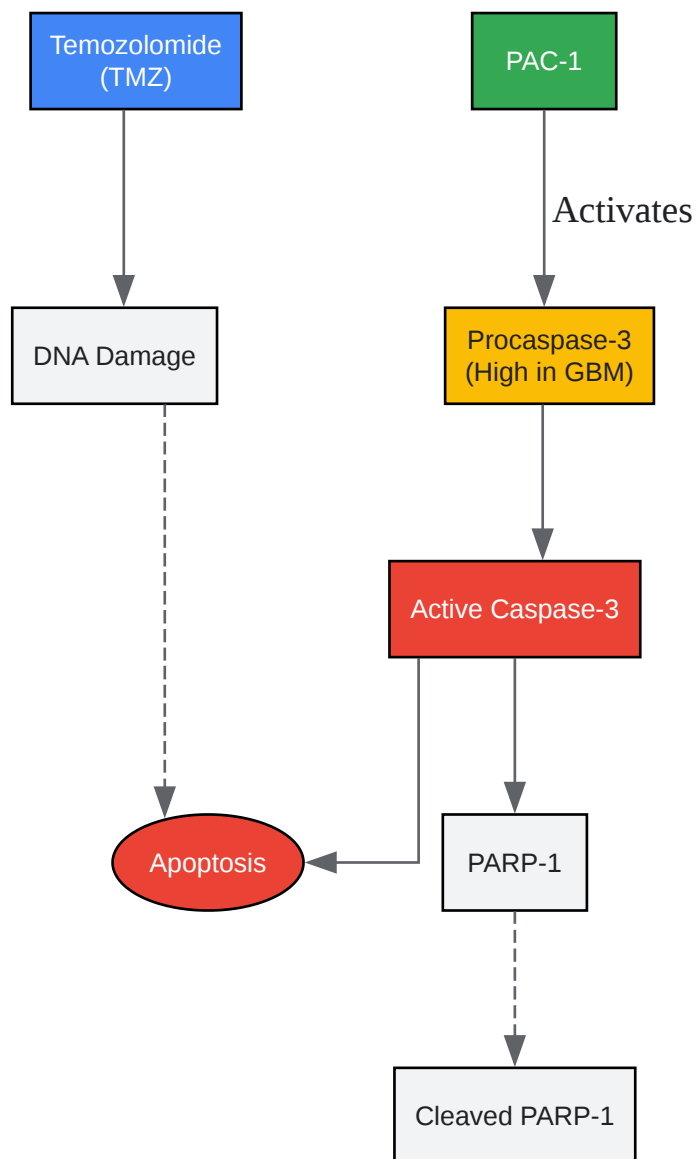 Temozolomide
(TMZ)
PAC-1
Activates
DNA Damage
Procaspase-3
(High in GBM)
Active Caspase-3
Apoptosis
PARP-1
Cleaved PARP-1